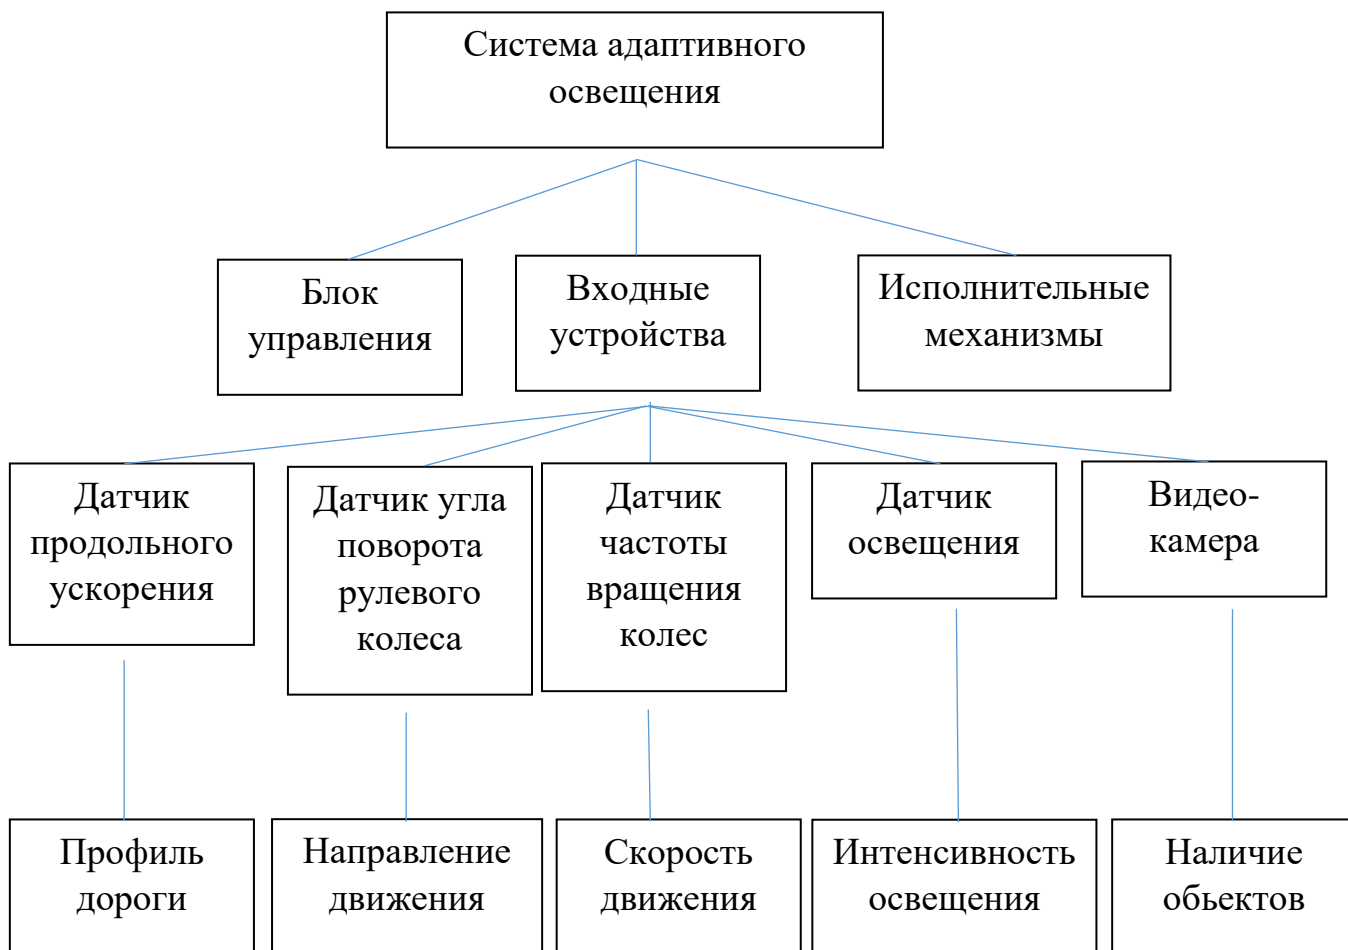 Система адаптивного
освещения
Блок
управления
Входные
устройства
Исполнительные
механизмы
Датчик
продольного
ускорения
Датчик угла
поворота
рулевого
колеса
Датчик
частоты
вращения
колес
Датчик
освещения
Видео-
камера
Профиль
дороги
Направление
движения
Скорость
движения
Интенсивность
освещения
Наличие
обьектов